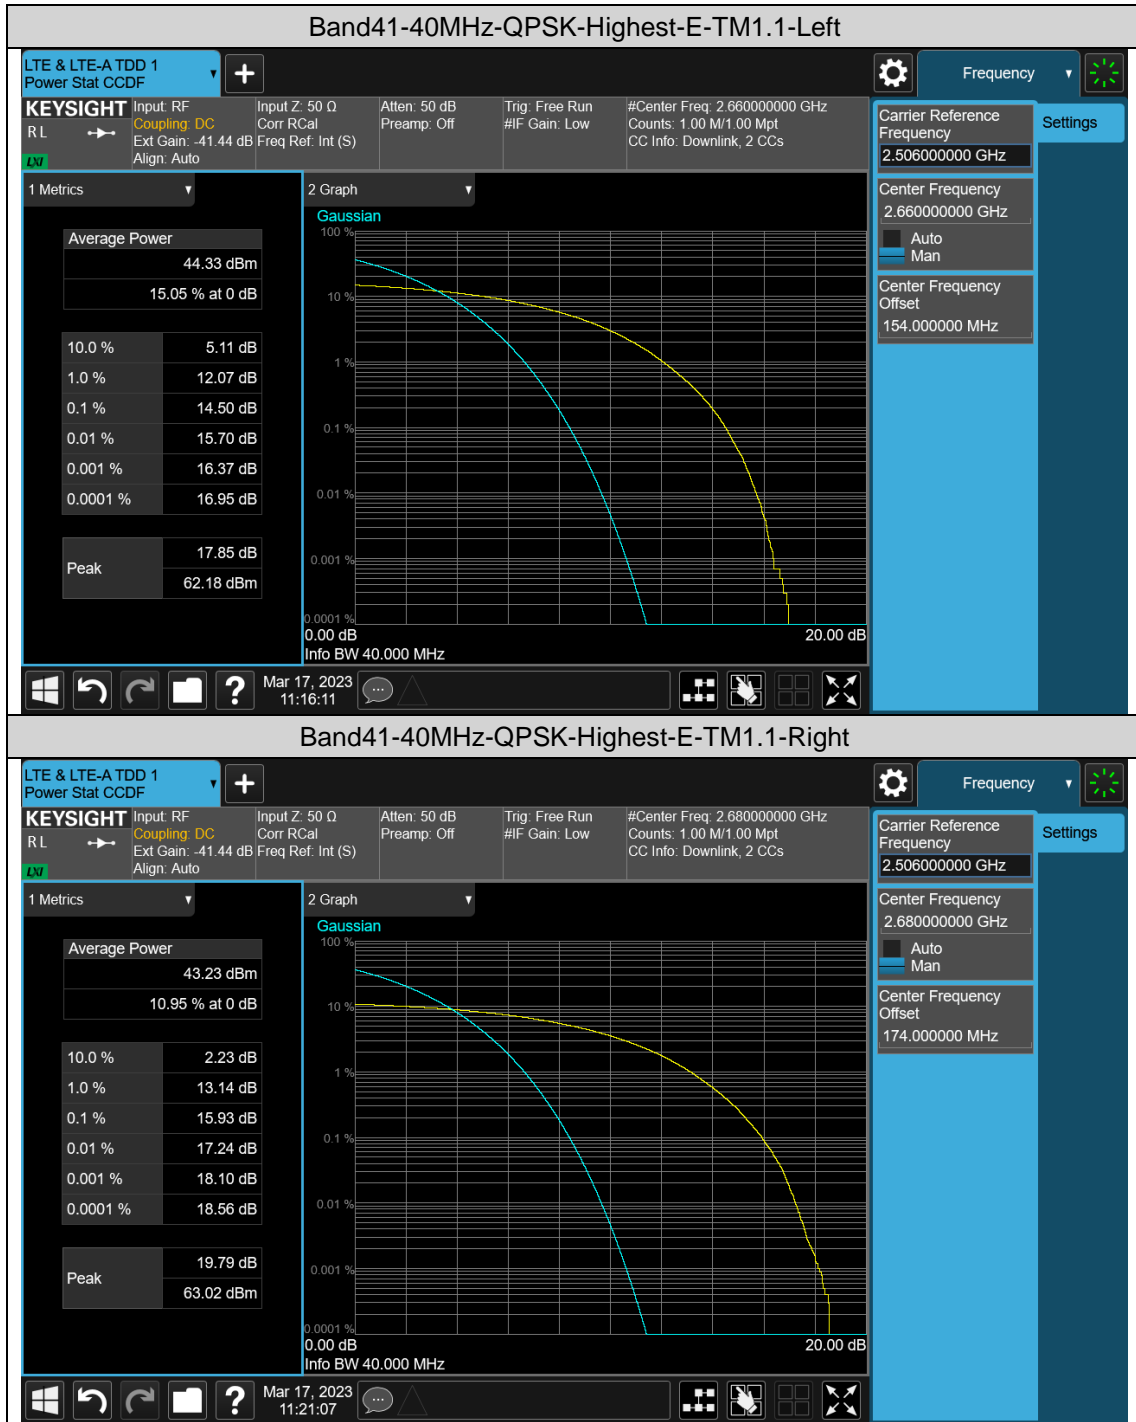 Band41-40MHz-QPSK-Highest-E-TM1.1-Left
LTE & LTE-A TDD 1
Power Stat CCDF
Frequency
KEYSIGHT
R L
LXI
Input: RF
Coupling: DC
Ext Gain: -41.44 dB
Align: Auto
Input Z: 50 Ω
Corr RCal
Freq Ref: Int (S)
Atten: 50 dB
Preamp: Off
Trig: Free Run
#IF Gain: Low
#Center Freq: 2.660000000 GHz
Counts: 1.00 M/1.00 Mpt
CC Info: Downlink, 2 CCs
Carrier Reference
Frequency
2.506000000 GHz
Settings
Center Frequency
2.660000000 GHz
Auto
Man
Center Frequency
Offset
154.000000 MHz
1 Metrics
Average Power
44.33 dBm
15.05 % at 0 dB
10.0 % 5.11 dB
1.0 % 12.07 dB
0.1 % 14.50 dB
0.01 % 15.70 dB
0.001 % 16.37 dB
0.0001 % 16.95 dB
Peak
17.85 dB
62.18 dBm
2 Graph
Gaussian
100 %
10 %
1 %
0.1 %
0.01 %
0.001 %
0.0001 %
0.00 dB 20.00 dB
Info BW 40.000 MHz
?
Mar 17, 2023
11:16:11
Band41-40MHz-QPSK-Highest-E-TM1.1-Right
LTE & LTE-A TDD 1
Power Stat CCDF
Frequency
KEYSIGHT
R L
LXI
Input: RF
Coupling: DC
Ext Gain: -41.44 dB
Align: Auto
Input Z: 50 Ω
Corr RCal
Freq Ref: Int (S)
Atten: 50 dB
Preamp: Off
Trig: Free Run
#IF Gain: Low
#Center Freq: 2.680000000 GHz
Counts: 1.00 M/1.00 Mpt
CC Info: Downlink, 2 CCs
Carrier Reference
Frequency
2.506000000 GHz
Settings
Center Frequency
2.680000000 GHz
Auto
Man
Center Frequency
Offset
174.000000 MHz
1 Metrics
Average Power
43.23 dBm
10.95 % at 0 dB
10.0 % 2.23 dB
1.0 % 13.14 dB
0.1 % 15.93 dB
0.01 % 17.24 dB
0.001 % 18.10 dB
0.0001 % 18.56 dB
Peak
19.79 dB
63.02 dBm
2 Graph
Gaussian
100 %
10 %
1 %
0.1 %
0.01 %
0.001 %
0.0001 %
0.00 dB 20.00 dB
Info BW 40.000 MHz
?
Mar 17, 2023
11:21:07